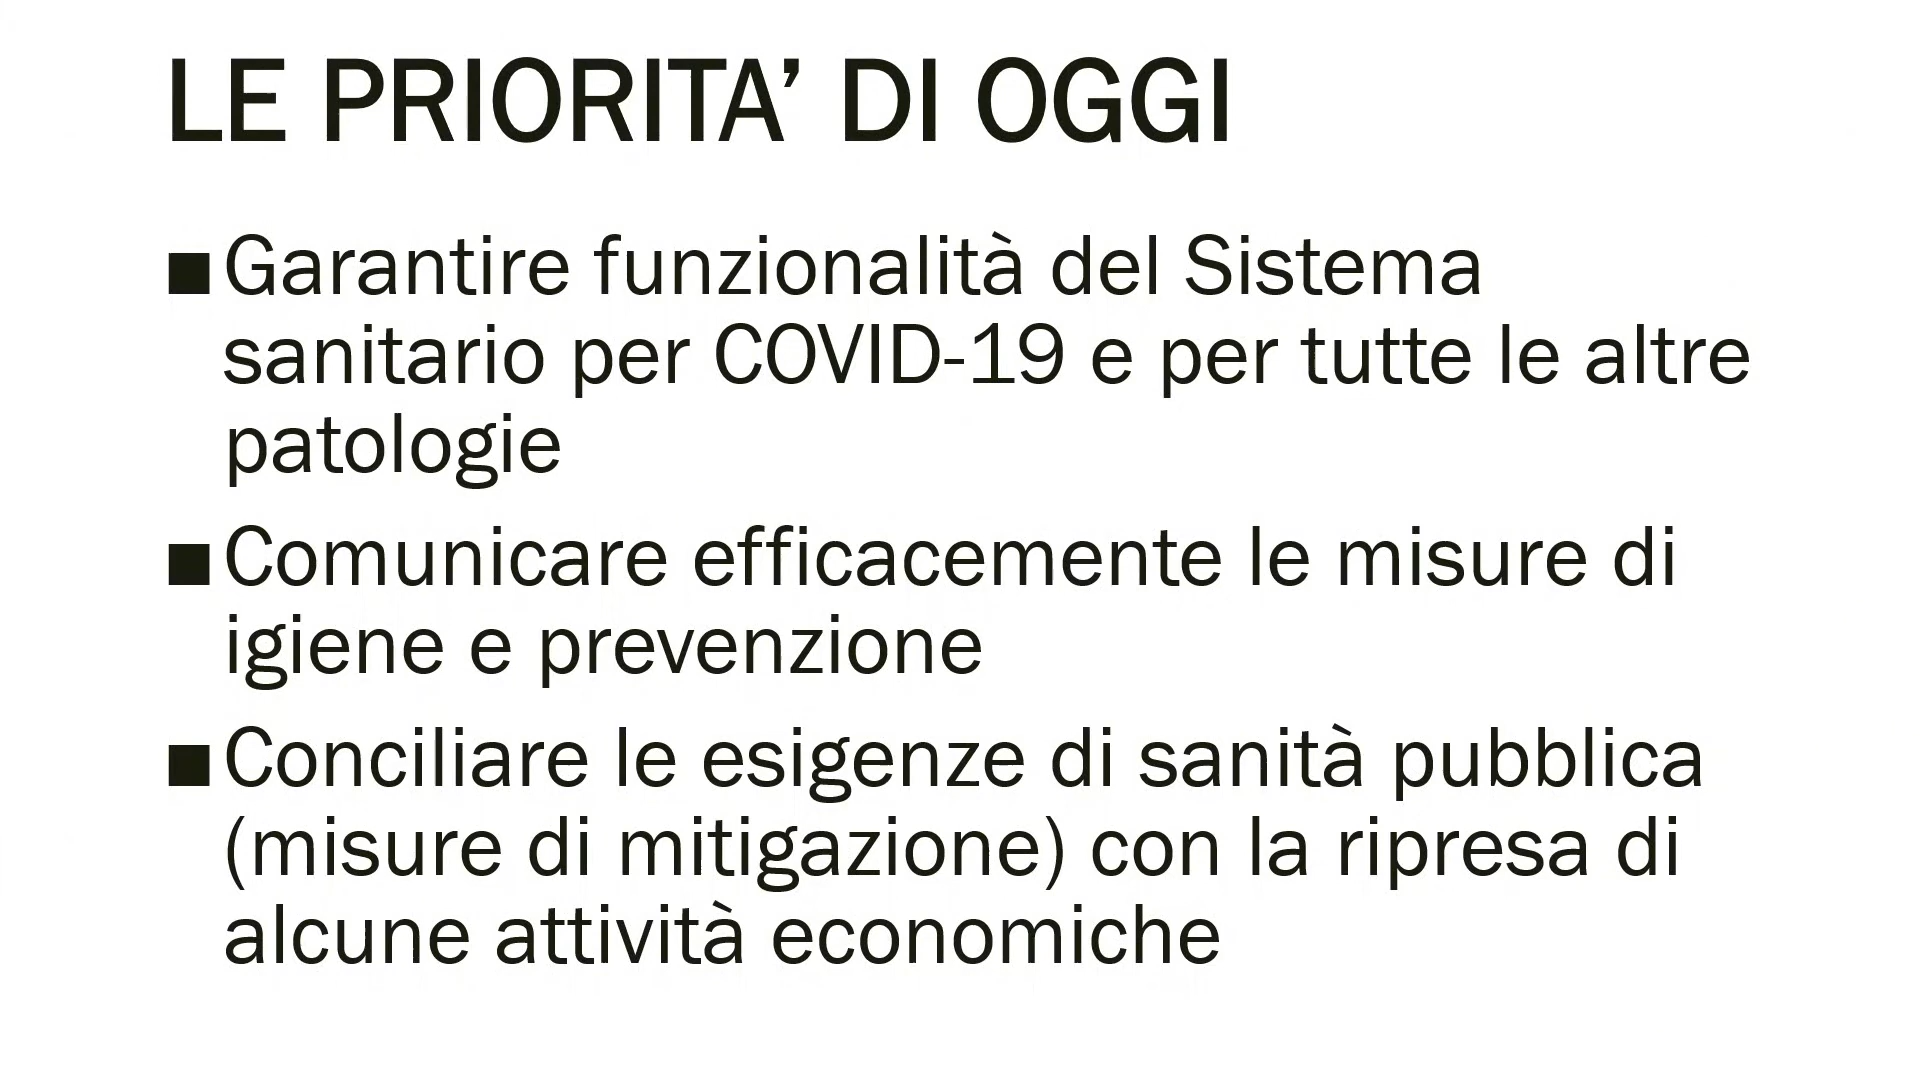 LE PRIORITA’ DI OGGI
■Garantire funzionalità del Sistema
sanitario per COVID-19 e per tutte le altre
patologie
■Comunicare efficacemente le misure di
igiene e prevenzione
■Conciliare le esigenze di sanità pubblica
(misure di mitigazione) con la ripresa di
alcune attività economiche